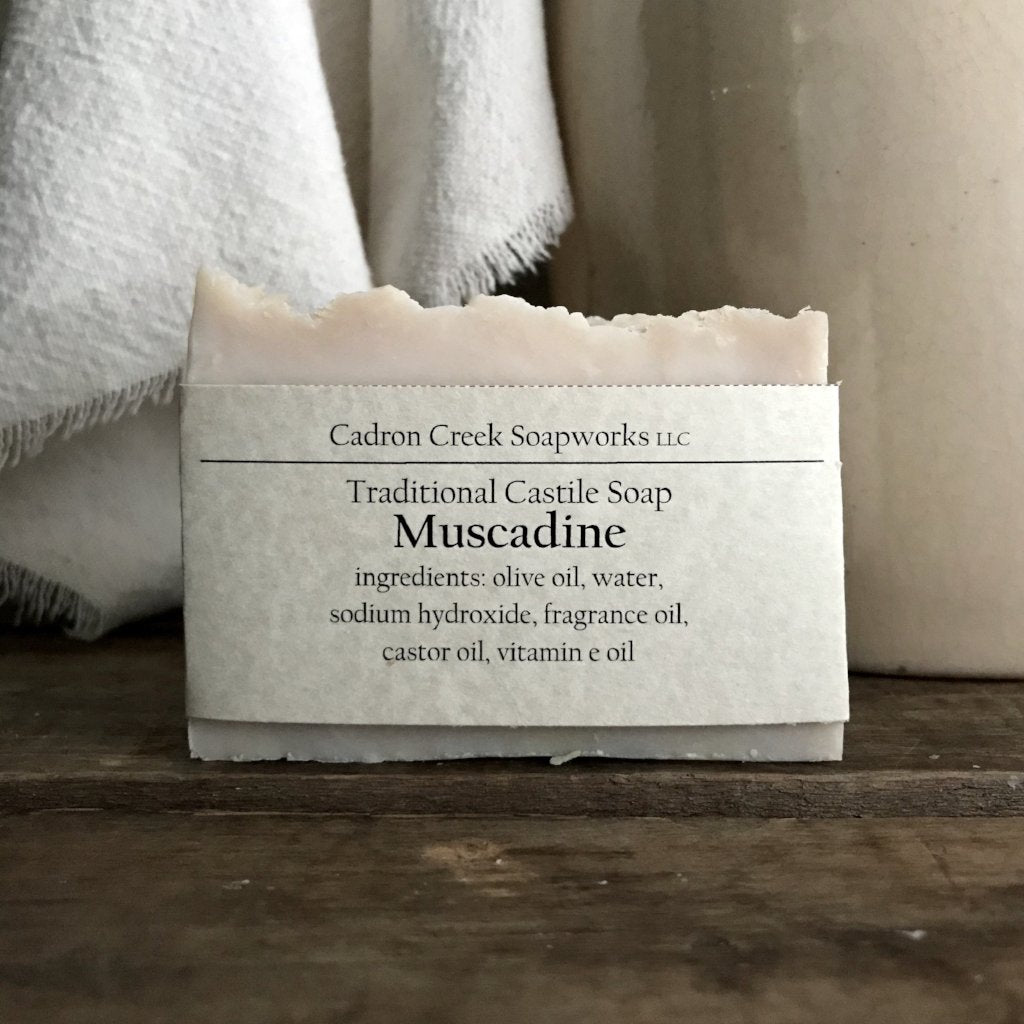 Cadron Creek Soapworks LLC
Traditional Castile Soap
Muscadine
ingredients: olive oil, water,
sodium hydroxide, fragrance oil,
castor oil, vitamin e oil